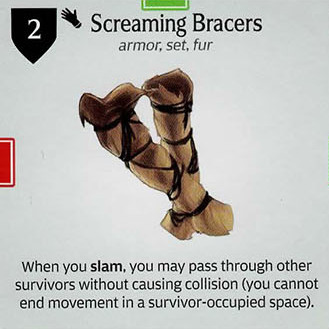 2
Screaming Bracers
armor, set, fur
When you slam, you may pass through other
survivors without causing collision (you cannot
end movement in a survivor-occupied space).